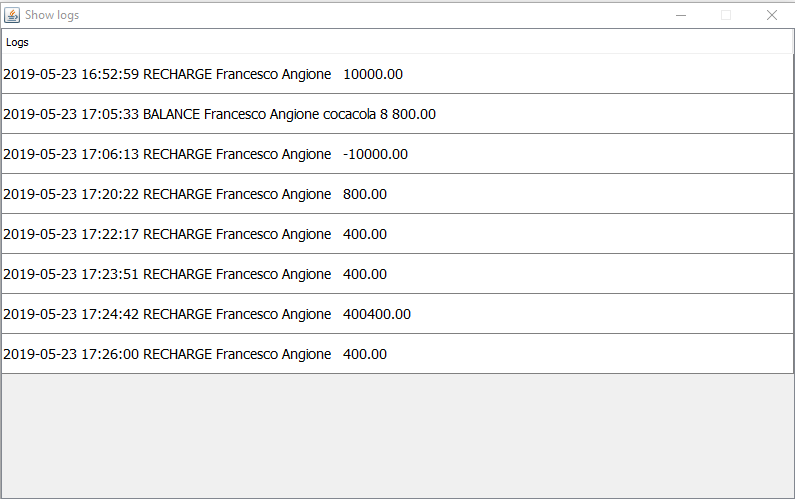 Show logs
Logs
2019-05-23 16:52:59 RECHARGE Francesco Angione   10000.00
2019-05-23 17:05:33 BALANCE Francesco Angione cocacola 8 800.00
2019-05-23 17:06:13 RECHARGE Francesco Angione   -10000.00
2019-05-23 17:20:22 RECHARGE Francesco Angione   800.00
2019-05-23 17:22:17 RECHARGE Francesco Angione   400.00
2019-05-23 17:23:51 RECHARGE Francesco Angione   400.00
2019-05-23 17:24:42 RECHARGE Francesco Angione   400400.00
2019-05-23 17:26:00 RECHARGE Francesco Angione   400.00